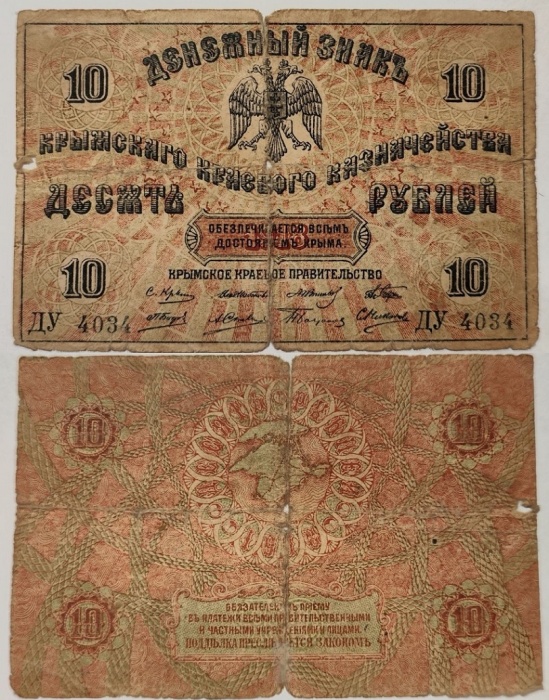 ДЕНЕЖНЫЙ ЗНАКЪ
10 10
КРЫМСКАГО КРАЕВОГО КАЗНАЧЕЙСТВА
ДЕСЯТЬ РУБЛЕЙ
ОБЕЗПЕЧИВАЕТСЯ ВСѢМЪ
ДОСТОЯНІЕМЪ КРЫМА.
КРЫМСКОЕ КРАЕВОЕ ПРАВИТЕЛЬСТВО
10 10
ДУ 4034 ДУ 4034
10 10
ОБЯЗАТЕЛЕНЪ КЪ ПРІЕМУ
ВЪ ПЛАТЕЖИ ВСѢМИ ПРАВИТЕЛЬСТВЕННЫМИ
И ЧАСТНЫМИ УЧРЕЖДЕНІЯМИ И ЛИЦАМИ.
ПОДДѢЛКА ПРЕСЛѢДУЕТСЯ ЗАКОНОМЪ
10 10